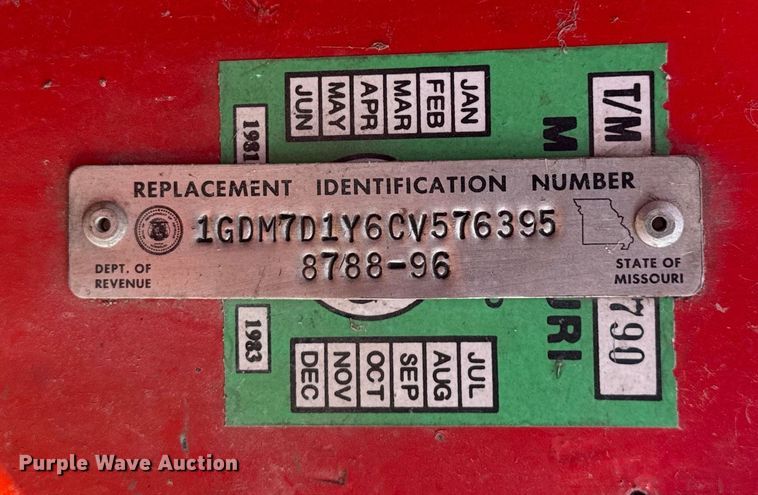 JAN
FEB
MAR
APR
MAY
JUN
T/M
1981
REPLACEMENT IDENTIFICATION NUMBER
1GDM7D1Y6CV576395
8788-96
DEPT. OF
REVENUE
STATE OF
MISSOURI
1983
790
URI
JUL
AUG
SEP
OCT
NOV
DEC
Purple Wave Auction